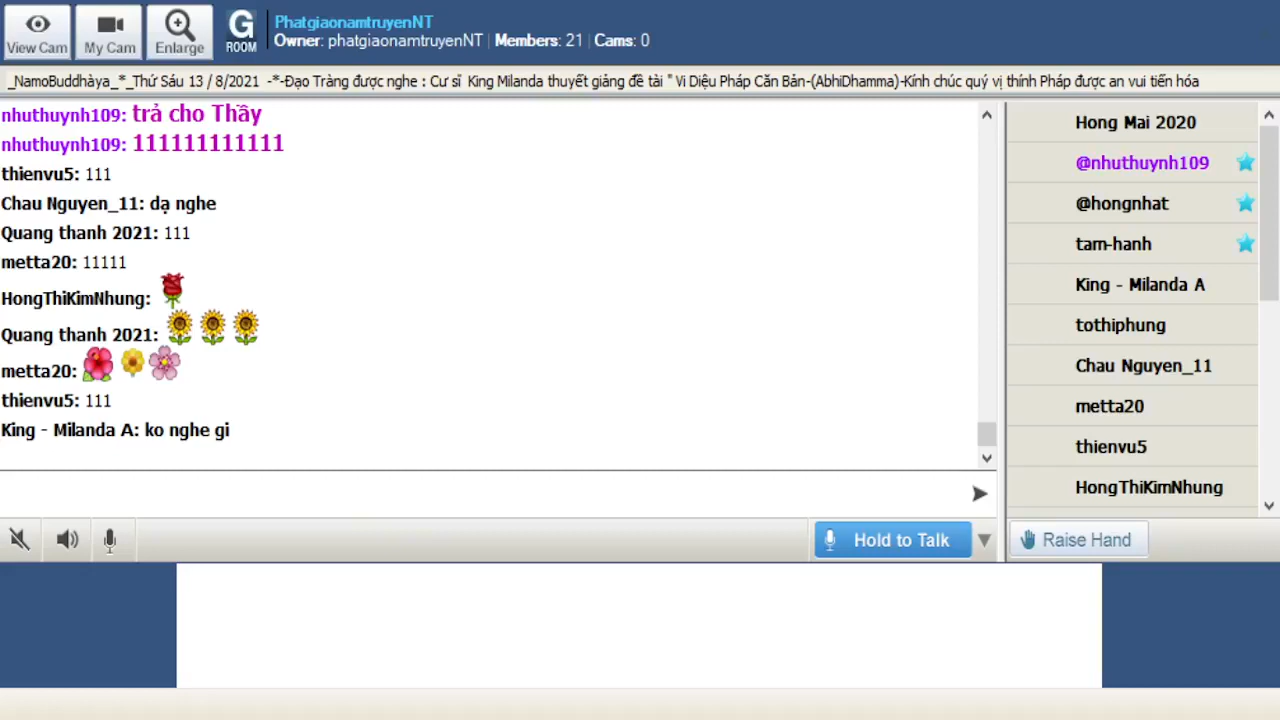 View Cam
My Cam
Enlarge
G
ROOM
PhatgiaonamtruyenNT
Owner: phatgiaonamtruyenNT | Members: 21 | Cams: 0
_NamoBuddhàya_*_Thứ Sáu 13 / 8/2021 -*-Đạo Tràng được nghe : Cư sĩ King Milanda thuyết giảng đề tài " Vi Diệu Pháp Căn Bản-(AbhiDhamma)-Kính chúc quý vị thính Pháp được an vui tiến hóa
nhuthuynh109: trả cho Thầy
nhuthuynh109: 111111111111
thienvu5: 111
Chau Nguyen_11: dạ nghe
Quang thanh 2021: 111
metta20: 11111
HongThiKimNhung:
Quang thanh 2021:
metta20:
thienvu5: 111
King - Milanda A: ko nghe gi
Hold to Talk
Hong Mai 2020
@nhuthuynh109
@hongnhat
tam-hanh
King - Milanda A
tothiphung
Chau Nguyen_11
metta20
thienvu5
HongThiKimNhung
Raise Hand